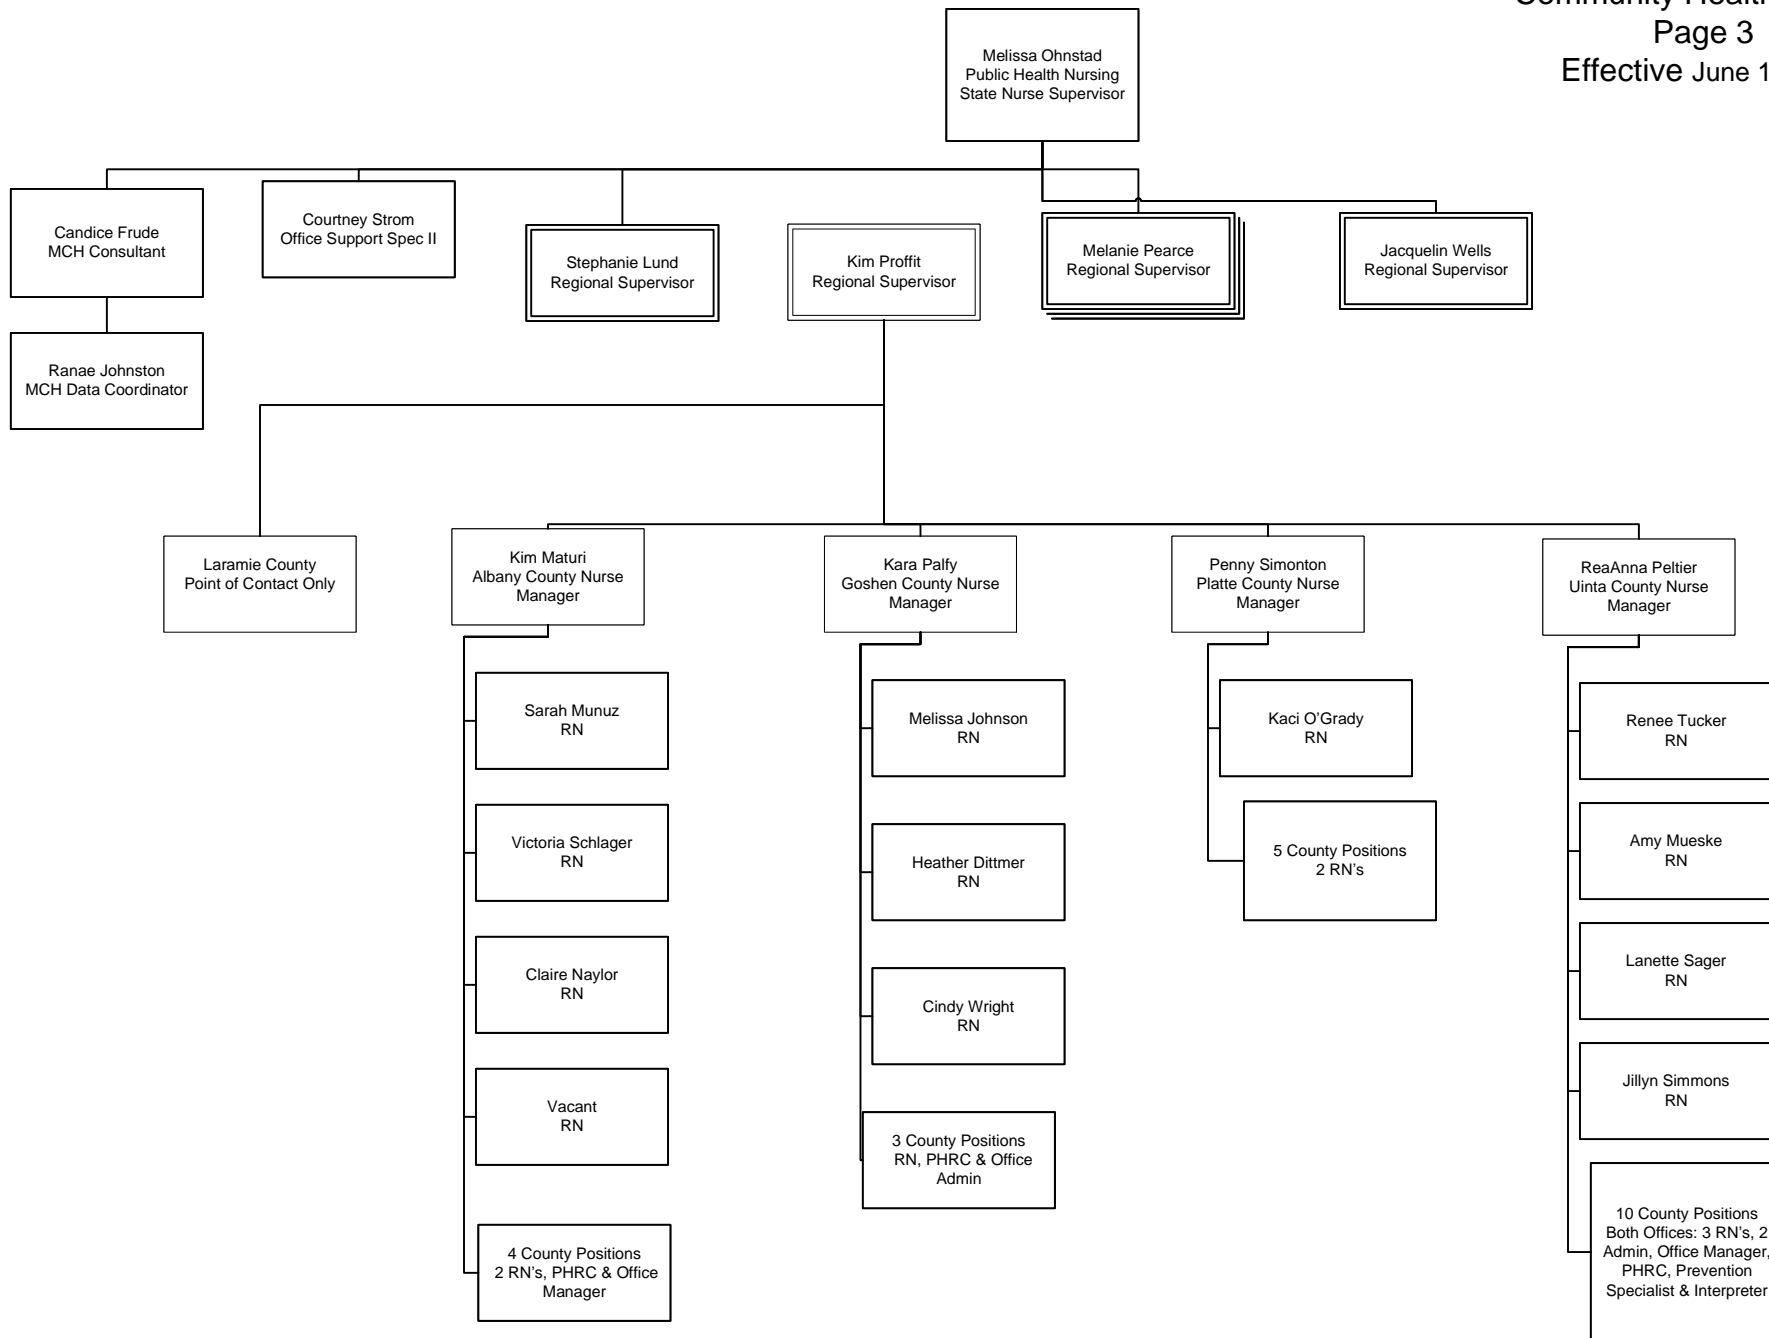 Community Health
Page 3
Effective June 1
Melissa Ohnstad
Public Health Nursing
State Nurse Supervisor
Candice Frude
MCH Consultant
Courtney Strom
Office Support Spec II
Stephanie Lund
Regional Supervisor
Kim Proffit
Regional Supervisor
Melanie Pearce
Regional Supervisor
Jacquelin Wells
Regional Supervisor
Ranae Johnston
MCH Data Coordinator
Laramie County
Point of Contact Only
Kim Maturi
Albany County Nurse
Manager
Kara Palfy
Goshen County Nurse
Manager
Penny Simonton
Platte County Nurse
Manager
ReaAnna Peltier
Uinta County Nurse
Manager
Sarah Munuz
RN
Victoria Schlager
RN
Claire Naylor
RN
Vacant
RN
4 County Positions
2 RN's, PHRC & Office
Manager
Melissa Johnson
RN
Heather Dittmer
RN
Cindy Wright
RN
3 County Positions
RN, PHRC & Office
Admin
Kaci O'Grady
RN
5 County Positions
2 RN's
Renee Tucker
RN
Amy Mueske
RN
Lanette Sager
RN
Jillyn Simmons
RN
10 County Positions
Both Offices: 3 RN's, 2
Admin, Office Manager,
PHRC, Prevention
Specialist & Interpreter